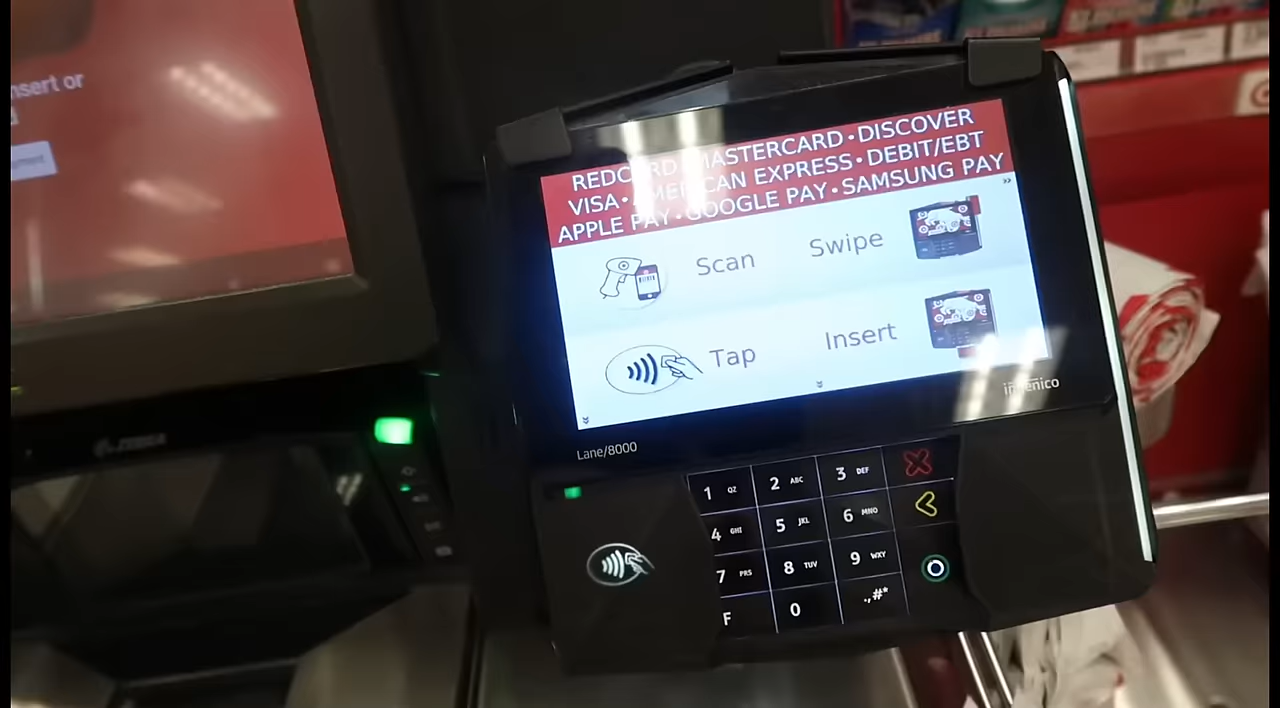 nsert or
REDCARD MASTERCARD • DISCOVER
VISA • AMERICAN EXPRESS • DEBIT/EBT
APPLE PAY • GOOGLE PAY • SAMSUNG PAY
Scan
Swipe
Tap
Insert
ingenico
Lane/8000
ZEBRA
1 QZ 2 ABC 3 DEF
4 GHI 5 JKL 6 MNO
7 PRS 8 TUV 9 WXY
F 0 .,#*